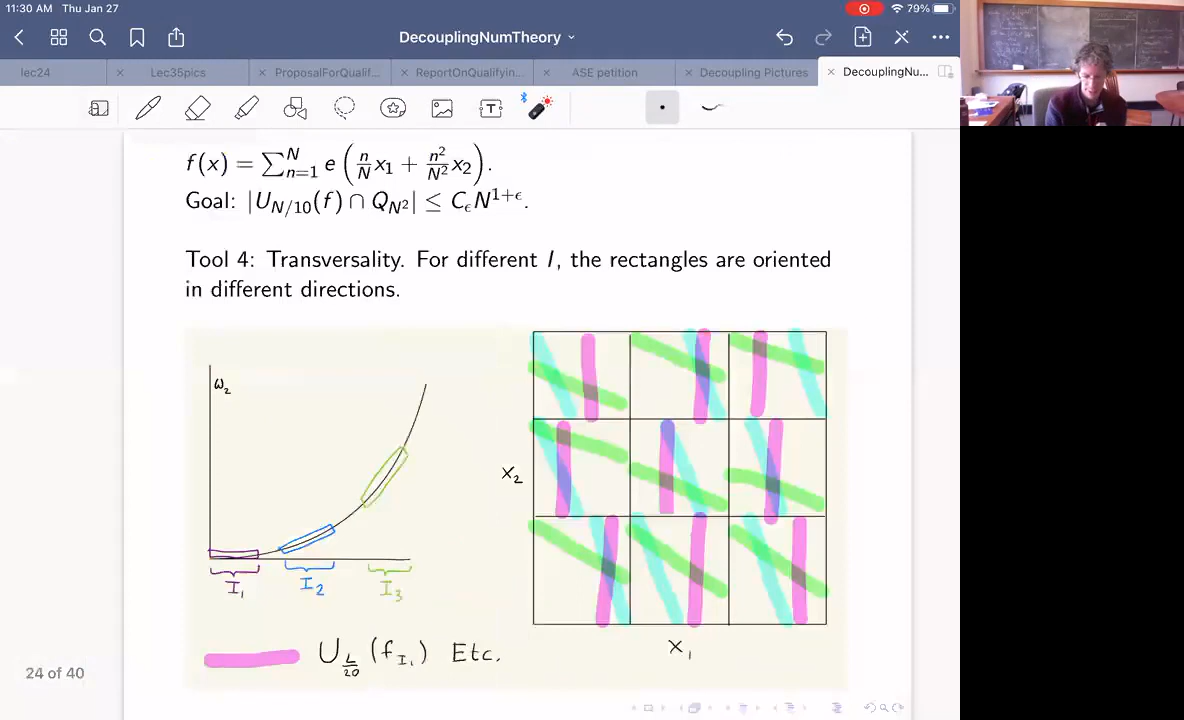 11:30 AM Thu Jan 27
79%
DecouplingNumTheory
lec24
Lec35pics
ProposalForQualif...
ReportOnQualifyin...
ASE petition
Decoupling Pictures
DecouplingNu...
f(x) = ∑_{n=1}^{N} e(n/N x₁ + n²/N² x₂).
Goal: |U_{N/10}(f) ∩ Q_{N²}| ≤ C_ϵ N^{1+ϵ}.
Tool 4: Transversality. For different I, the rectangles are oriented
in different directions.
ω₂
X₂
I₁ I₂ I₃
X₁
U_{L/20} (f_{I₁}) Etc.
24 of 40